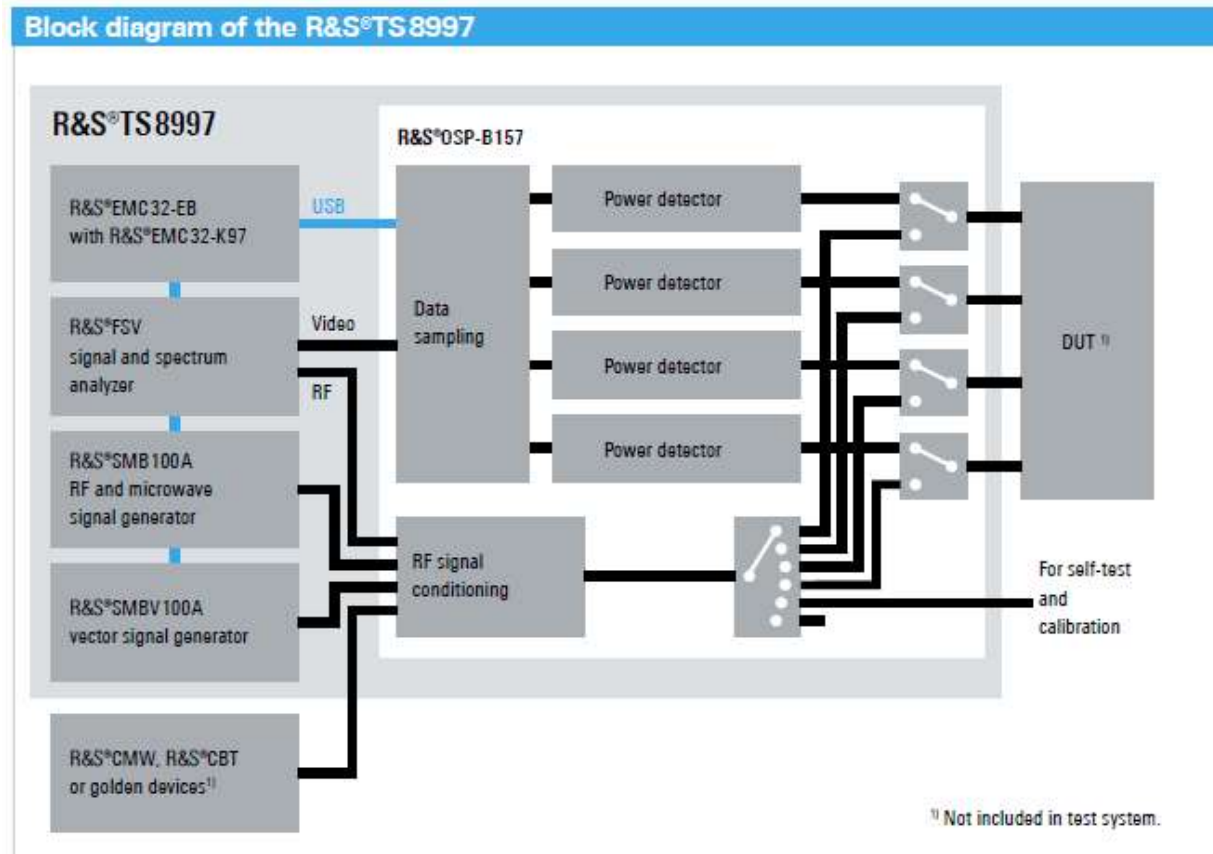 Block diagram of the R&S®TS8997
R&S®TS8997
R&S®OSP-B157
R&S®EMC32-EB
with R&S®EMC32-K97
USB
Power detector
Power detector
Data
sampling
R&S®FSV
signal and spectrum
analyzer
Video
RF
Power detector
Power detector
DUT ¹⁾
R&S®SMB100A
RF and microwave
signal generator
RF signal
conditioning
R&S®SMBV100A
vector signal generator
For self-test
and
calibration
R&S®CMW, R&S®CBT
or golden devices¹⁾
¹⁾ Not included in test system.